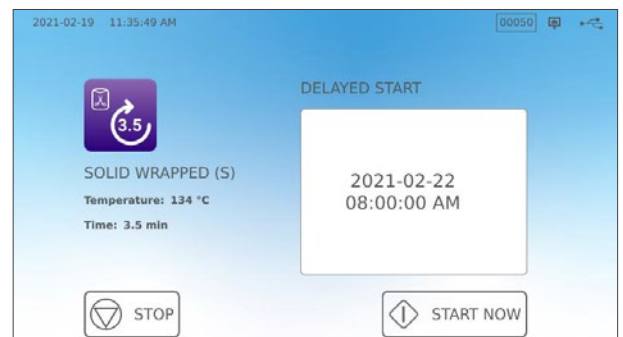 2021-02-19 11:35:49 AM
00050
3.5
SOLID WRAPPED (S)
Temperature: 134 °C
Time: 3.5 min
DELAYED START
2021-02-22
08:00:00 AM
STOP
START NOW